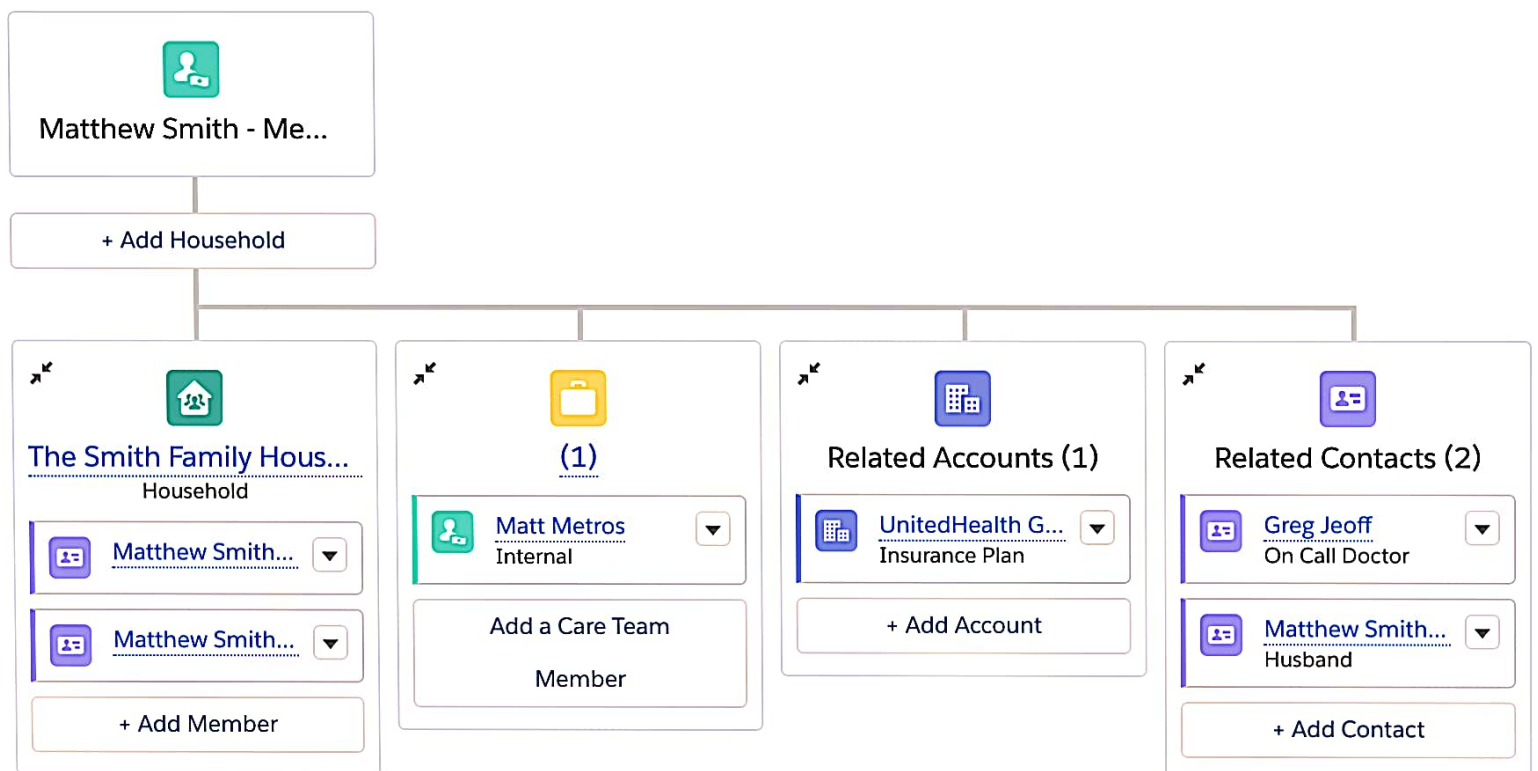 Matthew Smith - Me...
+ Add Household
The Smith Family Hous...
Household
Matthew Smith...
Matthew Smith...
+ Add Member
(1)
Matt Metros
Internal
Add a Care Team
Member
Related Accounts (1)
UnitedHealth G...
Insurance Plan
+ Add Account
Related Contacts (2)
Greg Jeoff
On Call Doctor
Matthew Smith...
Husband
+ Add Contact